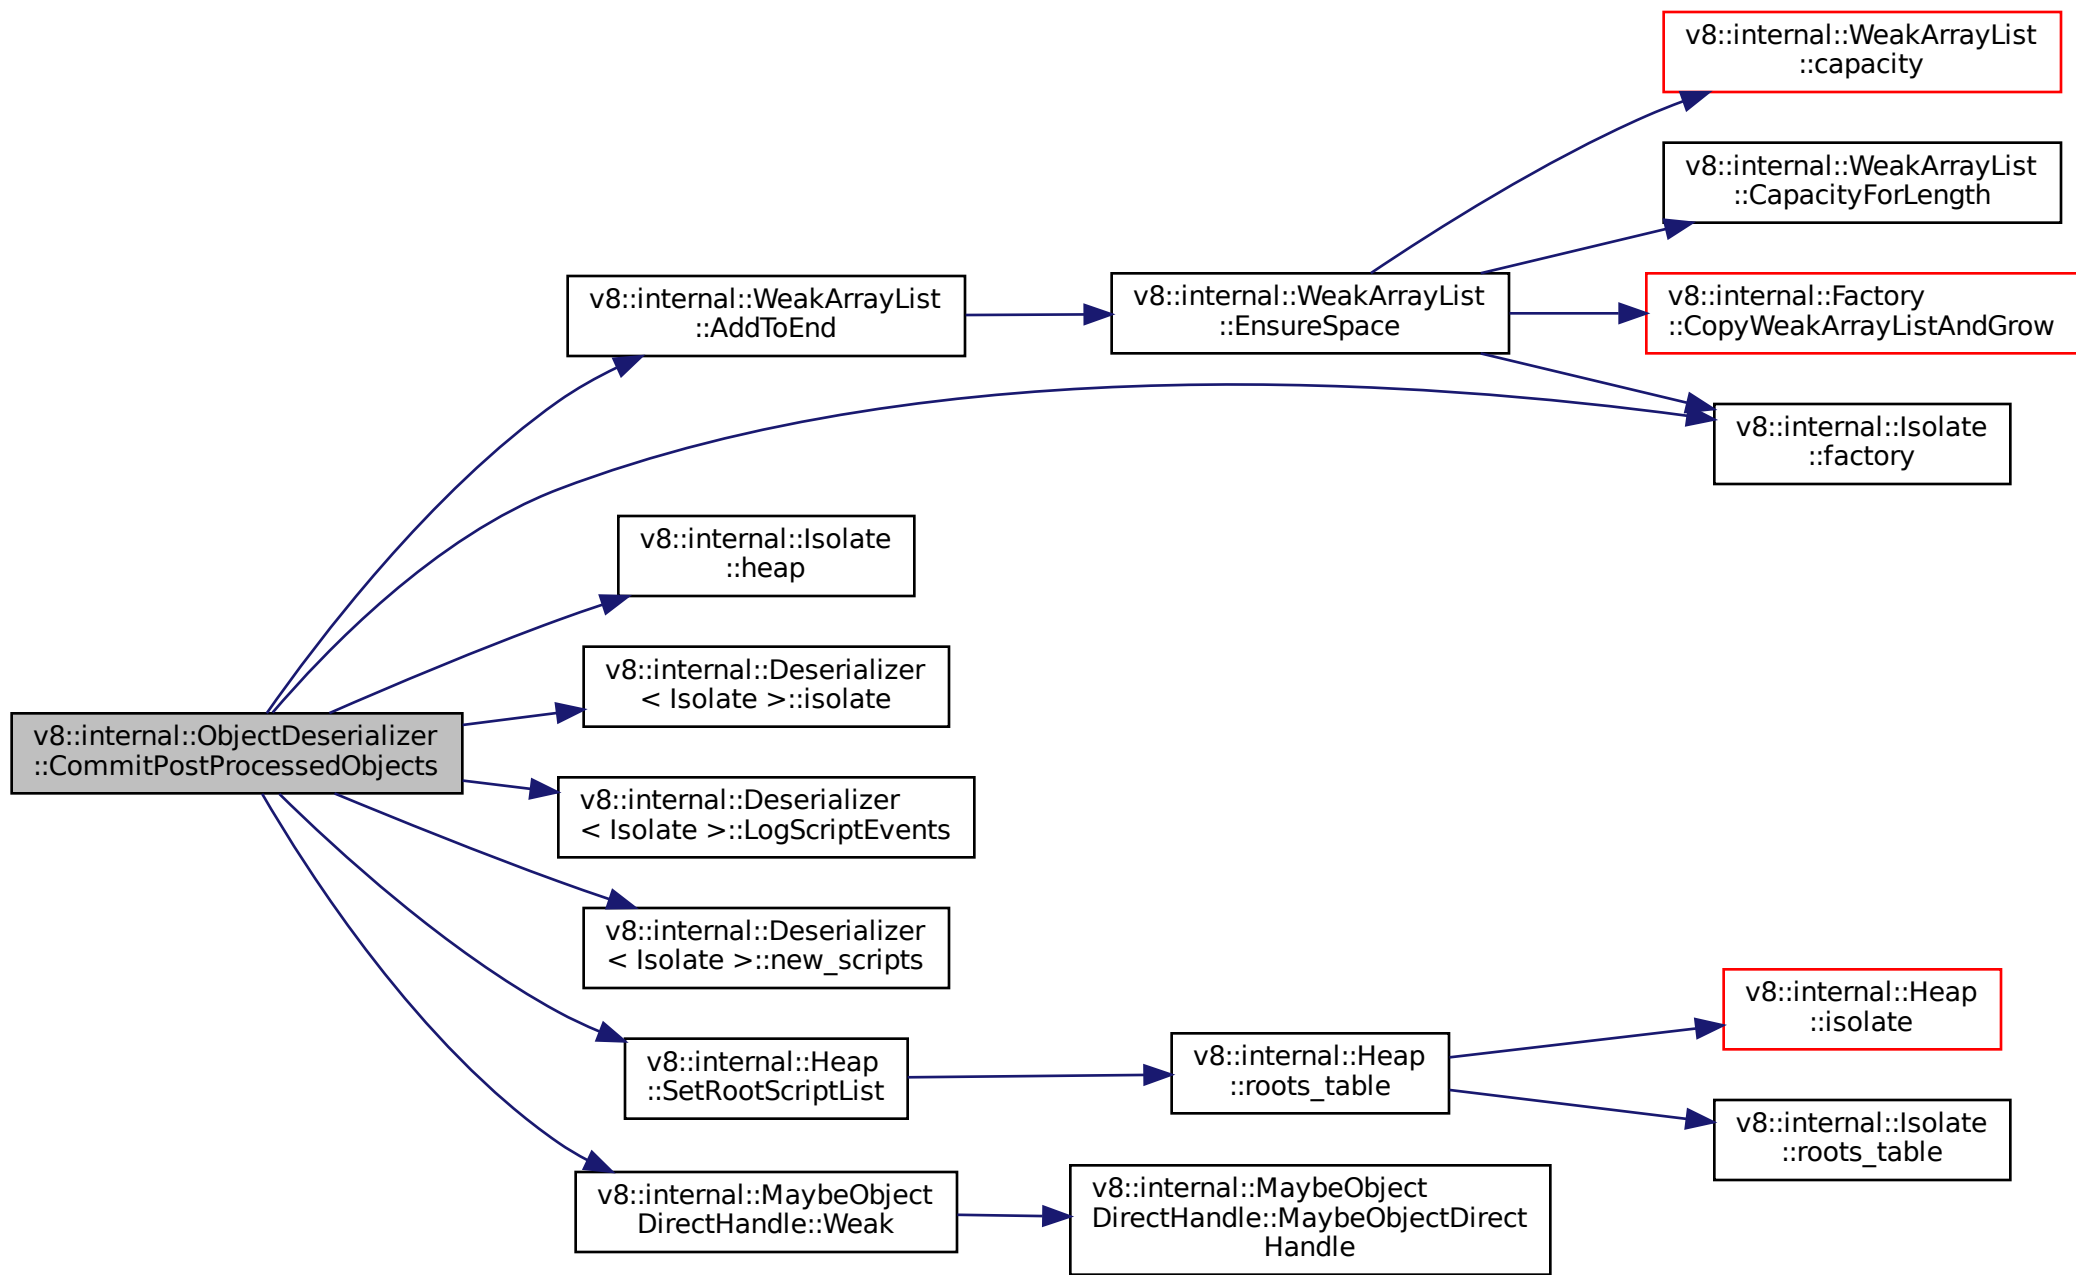 v8::internal::WeakArrayList
::capacity
v8::internal::WeakArrayList
::CapacityForLength
v8::internal::WeakArrayList
::AddToEnd
v8::internal::WeakArrayList
::EnsureSpace
v8::internal::Factory
::CopyWeakArrayListAndGrow
v8::internal::Isolate
::factory
v8::internal::Isolate
::heap
v8::internal::Deserializer
< Isolate >::isolate
v8::internal::ObjectDeserializer
::CommitPostProcessedObjects
v8::internal::Deserializer
< Isolate >::LogScriptEvents
v8::internal::Deserializer
< Isolate >::new_scripts
v8::internal::Heap
::SetRootScriptList
v8::internal::Heap
::roots_table
v8::internal::Heap
::isolate
v8::internal::Isolate
::roots_table
v8::internal::MaybeObject
DirectHandle::Weak
v8::internal::MaybeObject
DirectHandle::MaybeObjectDirect
Handle